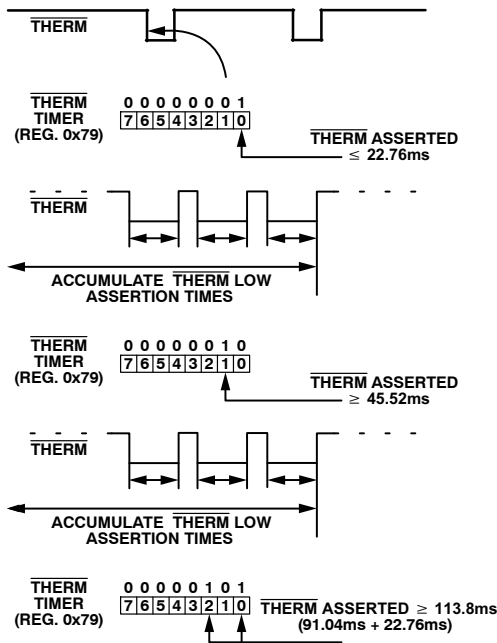 THERM
THERM
TIMER
(REG. 0x79)
0 0 0 0 0 0 0 1
7 6 5 4 3 2 1 0
THERM ASSERTED
≤ 22.76ms
THERM
ACCUMULATE THERM LOW
ASSERTION TIMES
THERM
TIMER
(REG. 0x79)
0 0 0 0 0 0 1 0
7 6 5 4 3 2 1 0
THERM ASSERTED
≥ 45.52ms
THERM
ACCUMULATE THERM LOW
ASSERTION TIMES
THERM
TIMER
(REG. 0x79)
0 0 0 0 0 1 0 1
7 6 5 4 3 2 1 0
THERM ASSERTED ≥ 113.8ms
(91.04ms + 22.76ms)